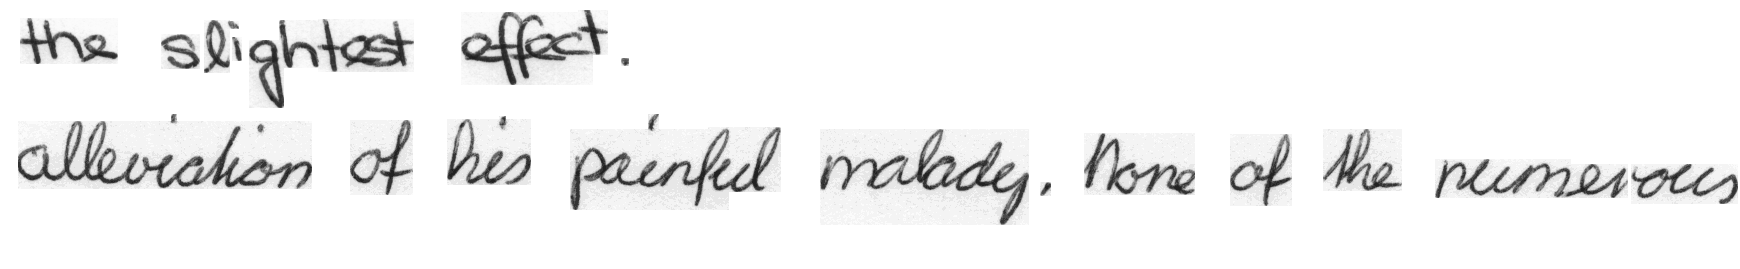 the slightest effect.
alleviation of his painful malady. None of the numerous